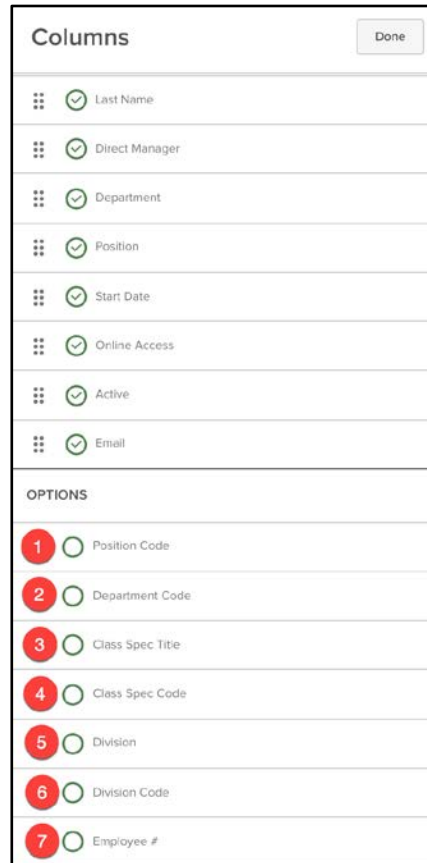 Columns
Done
Last Name
Direct Manager
Department
Position
Start Date
Online Access
Active
Email
OPTIONS
1 Position Code
2 Department Code
3 Class Spec Title
4 Class Spec Code
5 Division
6 Division Code
7 Employee #